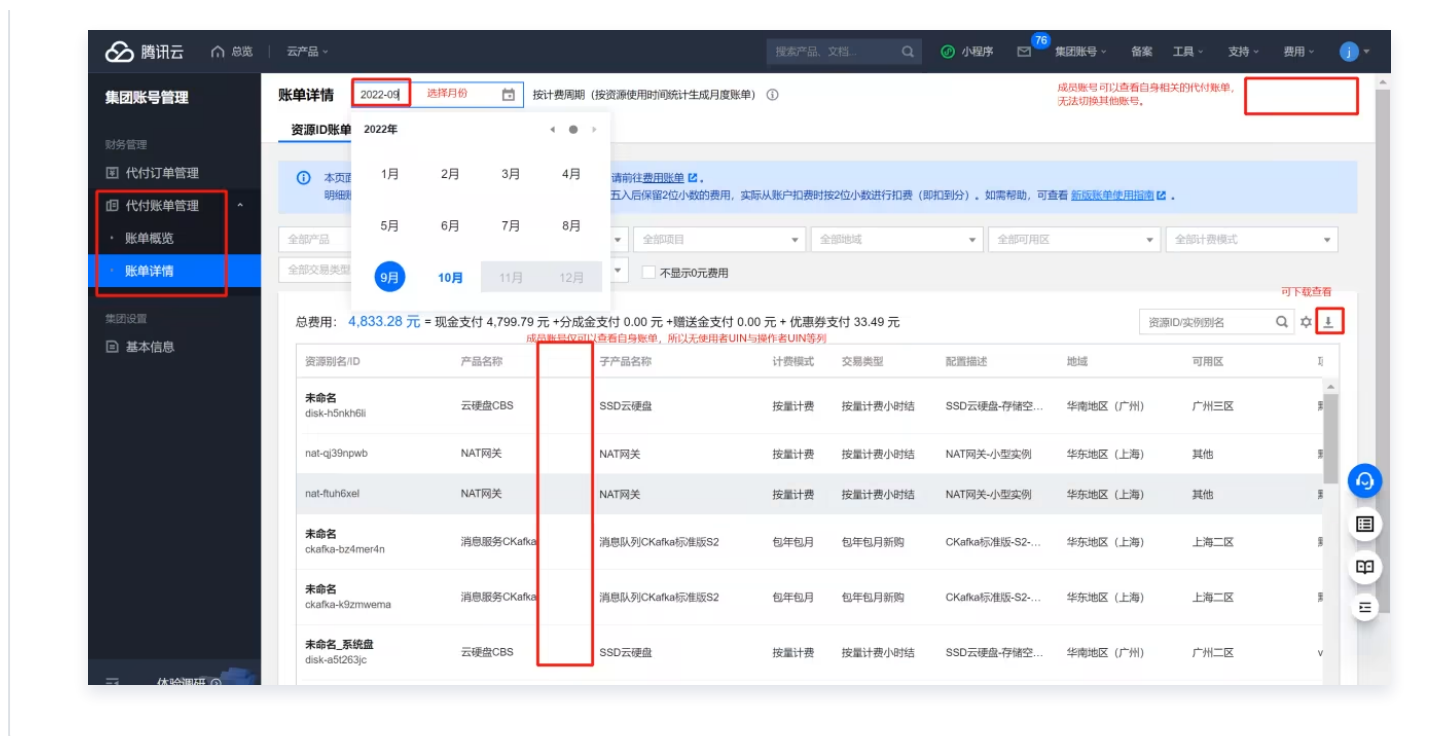 腾讯云 总览 云产品 搜索产品、文档... 小程序 76 集团账号 备案 工具 支持 费用 j
集团账号管理
财务管理
代付订单管理
代付账单管理
账单概览
账单详情
集团设置
基本信息
体验调研
账单详情 2022-09 选择月份 按计费周期（按资源使用时间统计生成月度账单）
成员账号可以查看自身相关的代付账单，
无法切换其他账号。
资源ID账单
2022年
1月 2月 3月 4月
5月 6月 7月 8月
9月 10月 11月 12月
请前往费用账单 。
五入后保留2位小数的费用，实际从账户扣费时按2位小数进行扣费（即扣到分）。如需帮助，可查看 新版账单使用指南 。
全部产品 全部项目 全部地域 全部可用区 全部计费模式
全部交易类型 不显示0元费用
可下载查看
总费用： 4,833.28 元 = 现金支付 4,799.79 元 +分成金支付 0.00 元 +赠送金支付 0.00 元 + 优惠券支付 33.49 元 资源ID/实例别名
成员账号仅可以查看自身账单，所以无使用者UIN与操作者UIN等列
资源别名/ID 产品名称 子产品名称 计费模式 交易类型 配置描述 地域 可用区
未命名
disk-h5nkh6li 云硬盘CBS SSD云硬盘 按量计费 按量计费小时结 SSD云硬盘-存储空... 华南地区（广州） 广州三区
nat-qj39npwb NAT网关 NAT网关 按量计费 按量计费小时结 NAT网关-小型实例 华东地区（上海） 其他
nat-ftuh6xel NAT网关 NAT网关 按量计费 按量计费小时结 NAT网关-小型实例 华东地区（上海） 其他
未命名
ckafka-bz4mer4n 消息服务CKafka 消息队列CKafka标准版S2 包年包月 包年包月新购 CKafka标准版-S2-... 华东地区（上海） 上海二区
未命名
ckafka-k9zmwema 消息服务CKafka 消息队列CKafka标准版S2 包年包月 包年包月新购 CKafka标准版-S2-... 华东地区（上海） 上海二区
未命名_系统盘
disk-a5t263jc 云硬盘CBS SSD云硬盘 按量计费 按量计费小时结 SSD云硬盘-存储空... 华南地区（广州） 广州二区